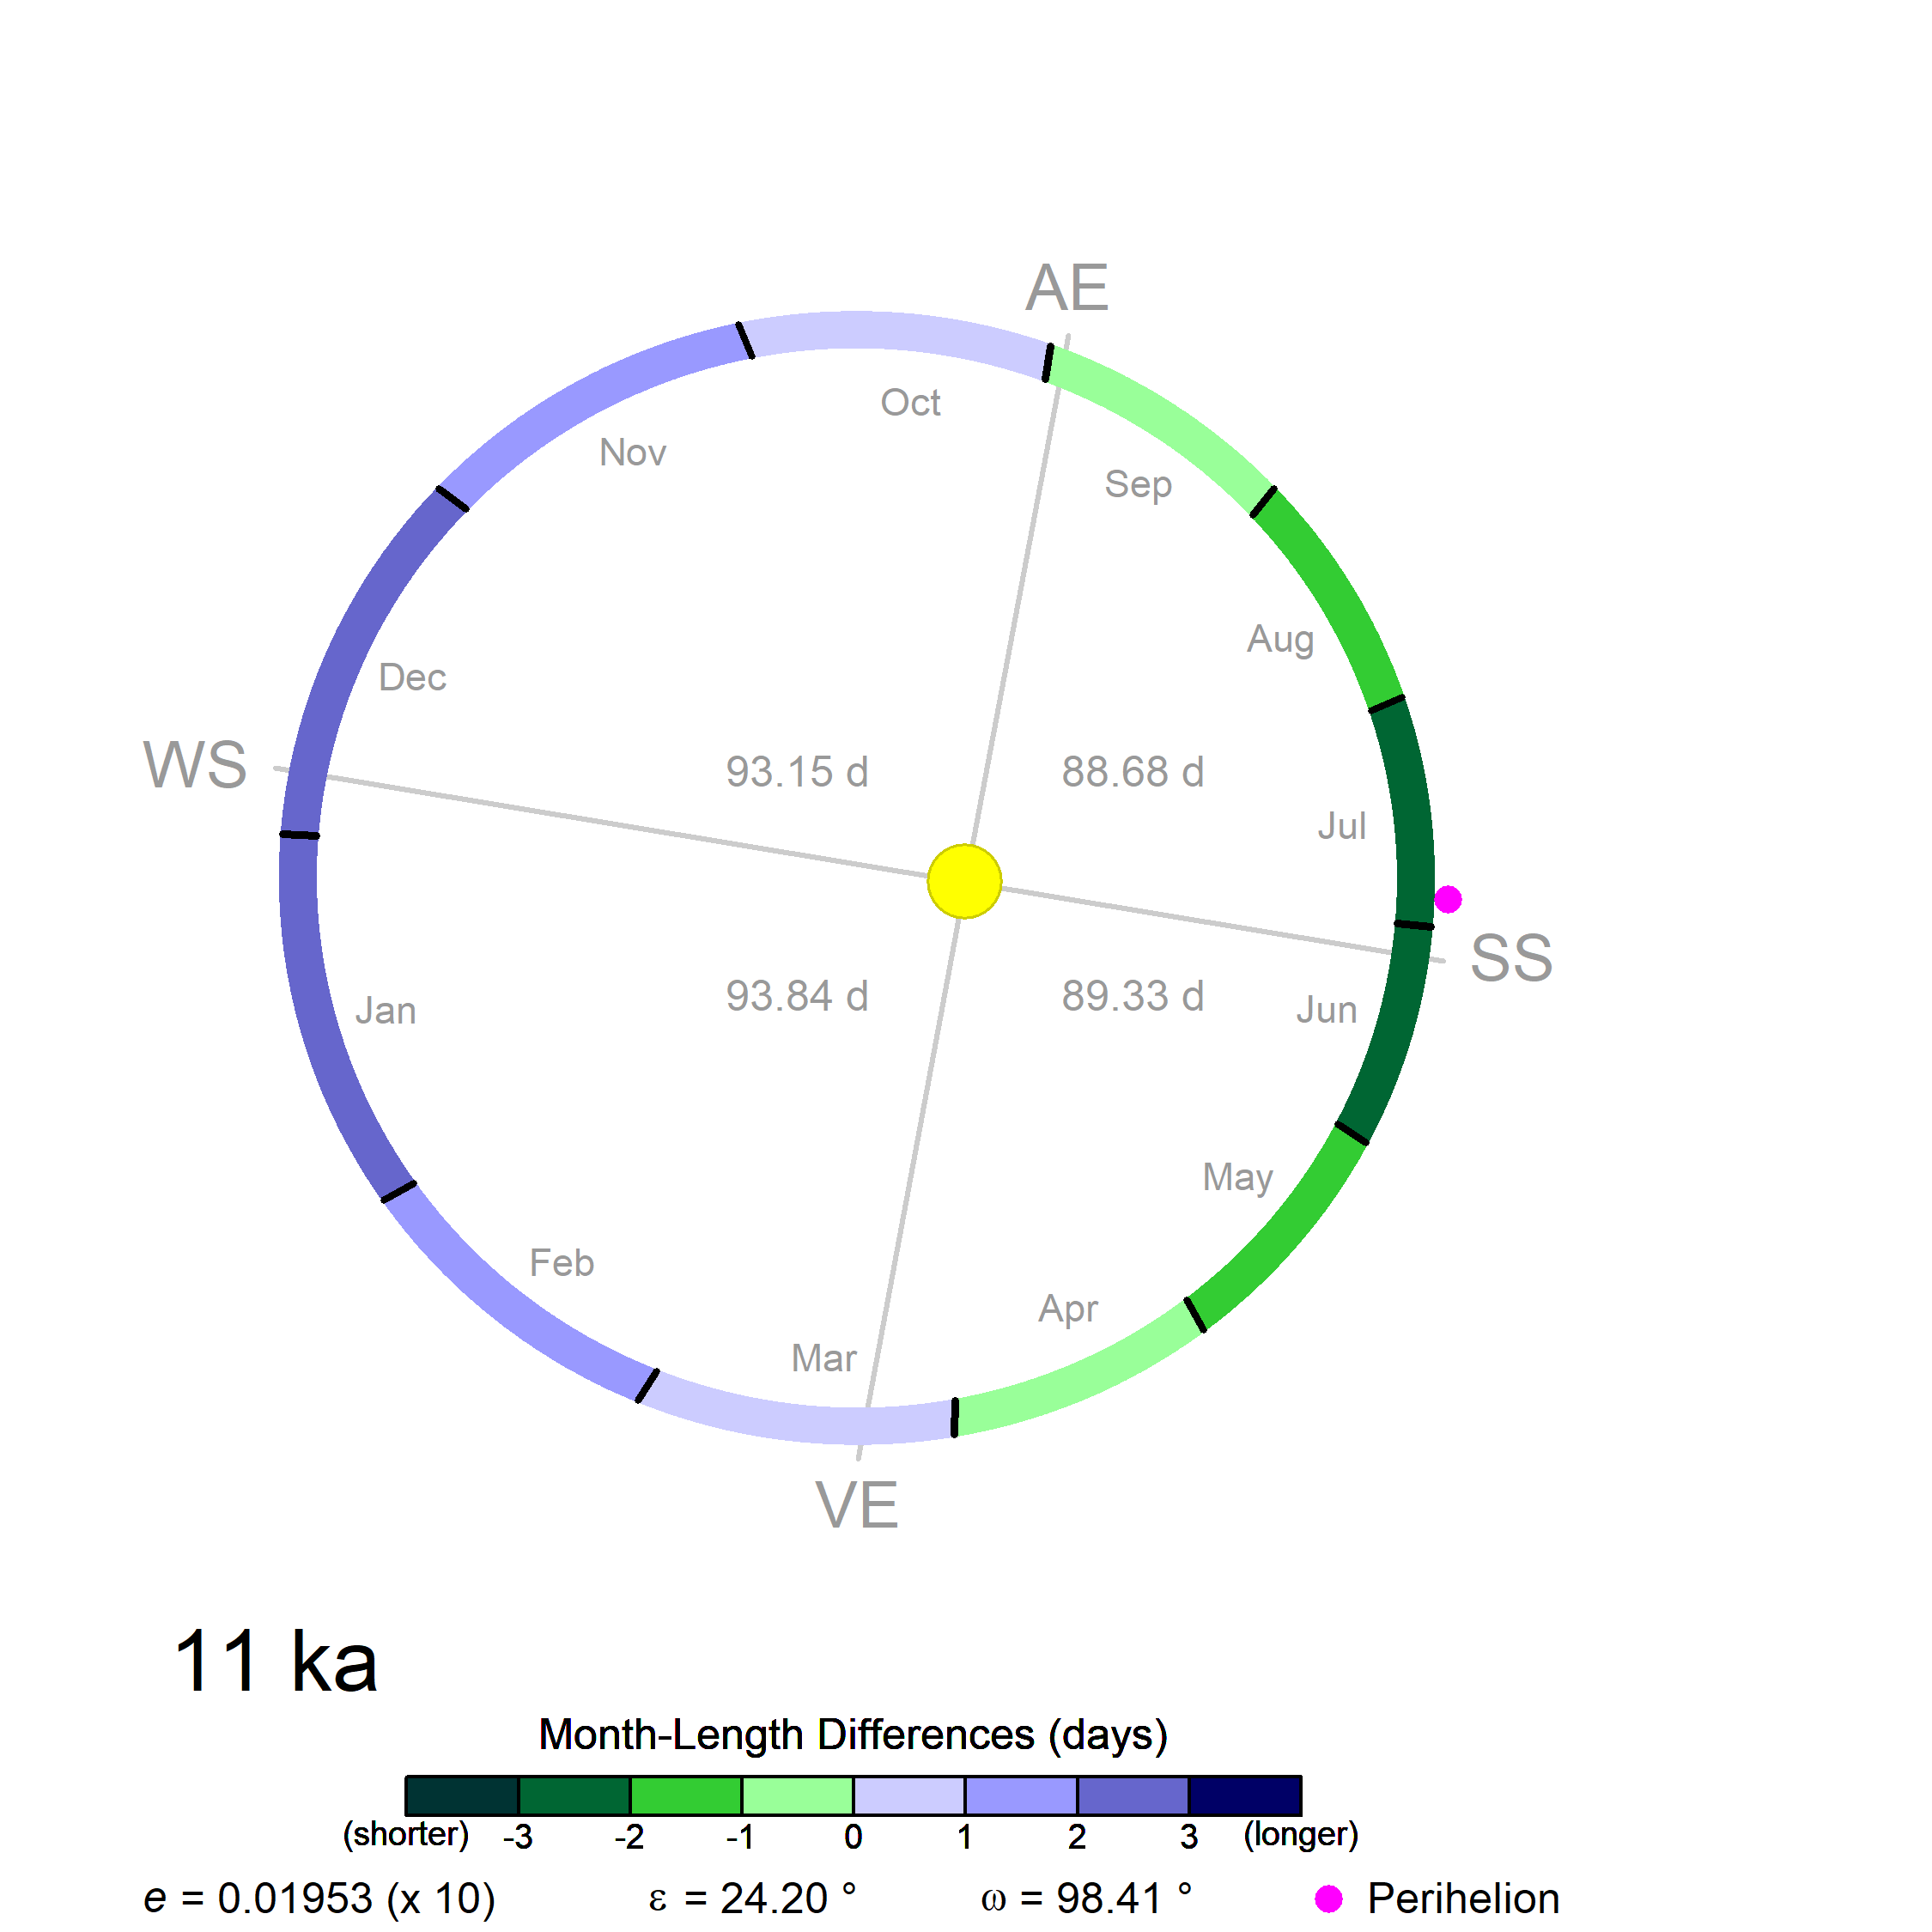 AE
Oct
Nov
Sep
Aug
Dec
WS
93.15 d
88.68 d
Jul
SS
93.84 d
89.33 d
Jun
Jan
May
Feb
Apr
Mar
VE
11 ka
Month-Length Differences (days)
(shorter) -3 -2 -1 0 1 2 3 (longer)
e = 0.01953 (x 10) ε = 24.20 ° ω = 98.41 ° Perihelion